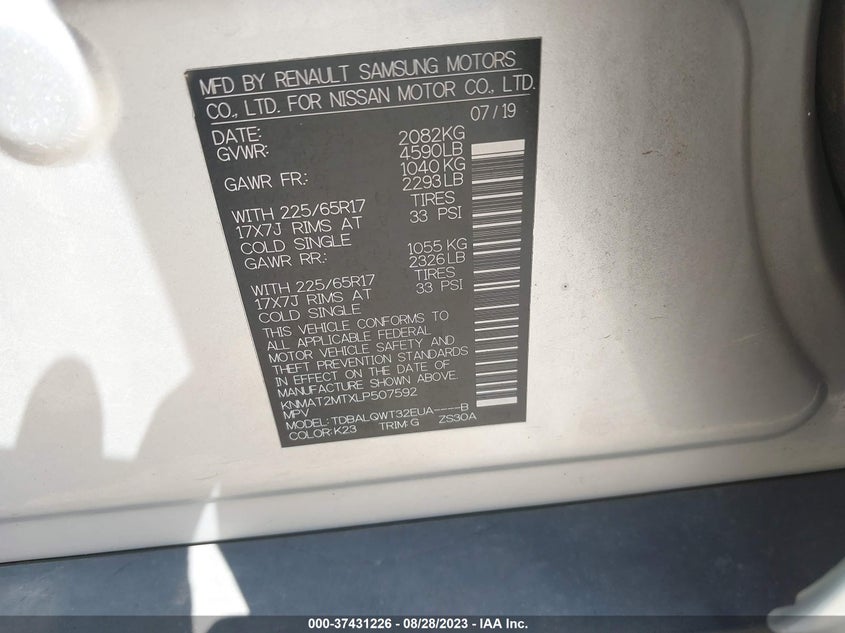 MFD BY RENAULT SAMSUNG MOTORS
CO., LTD. FOR NISSAN MOTOR CO., LTD.
DATE: 07/19
GVWR: 2082KG
4590LB
GAWR FR.: 1040 KG
2293LB
WITH 225/65R17 TIRES
17X7J RIMS AT 33 PSI
COLD SINGLE
GAWR RR.: 1055 KG
2326LB
WITH 225/65R17 TIRES
17X7J RIMS AT 33 PSI
COLD SINGLE
THIS VEHICLE CONFORMS TO
ALL APPLICABLE FEDERAL
MOTOR VEHICLE SAFETY AND
THEFT PREVENTION STANDARDS
IN EFFECT ON THE DATE OF
MANUFACTURE SHOWN ABOVE.
KNMAT2MTXLP507592
MPV
MODEL: TDBALQWT32EUA----B
COLOR:K23 TRIM:G ZS30A
000-37431226 - 08/28/2023 - IAA Inc.